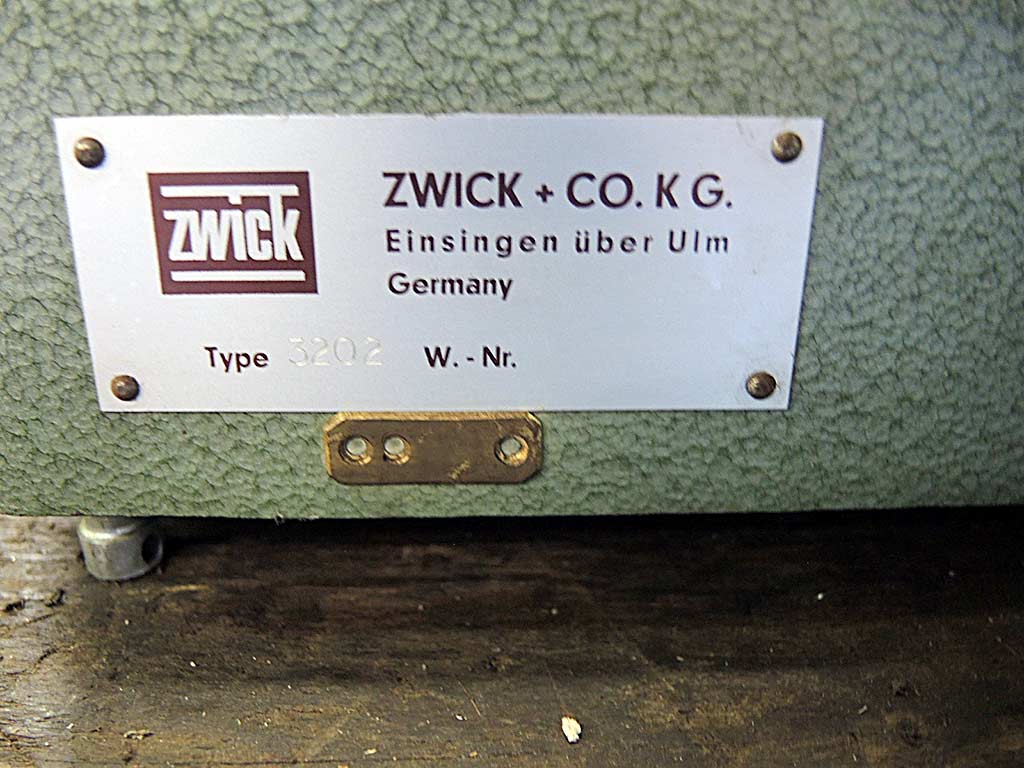 ZWICK
ZWICK + CO. K G.
Einsingen über Ulm
Germany
Type 3202 W. - Nr.